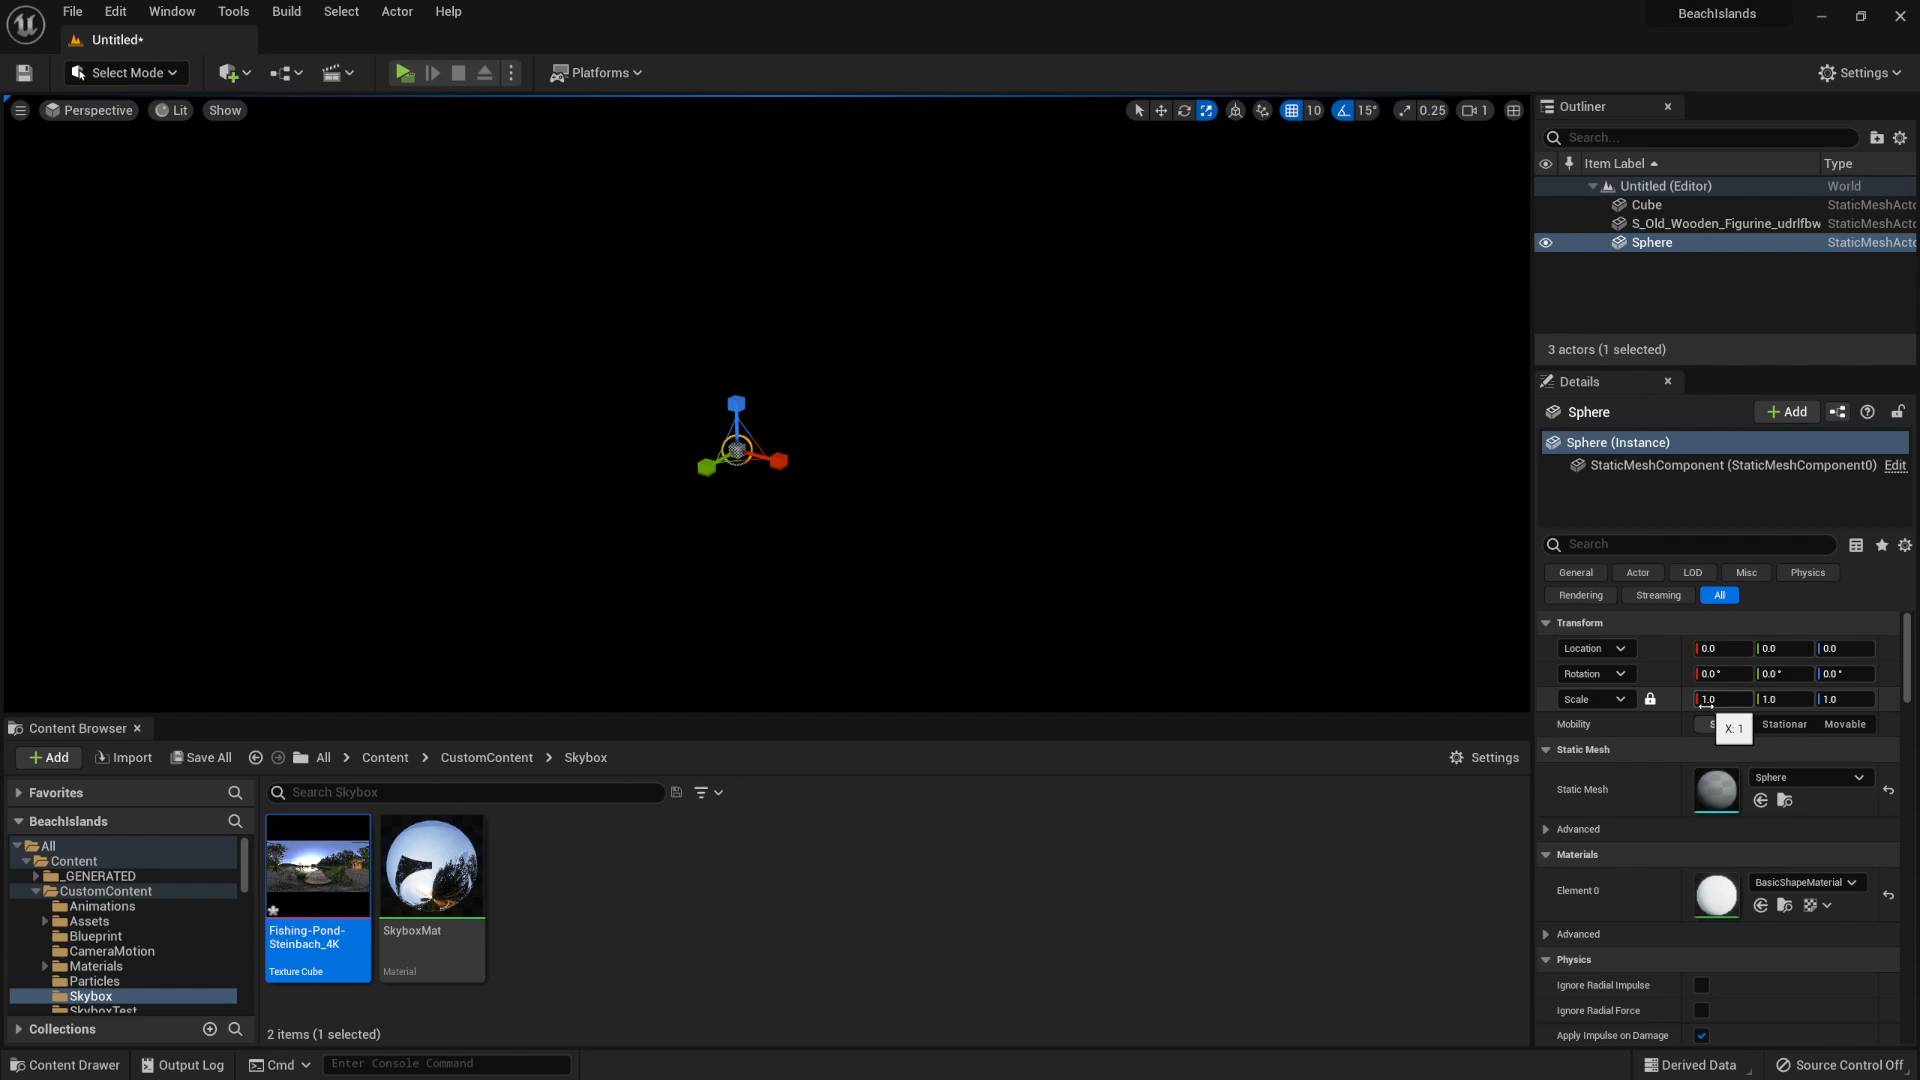 File Edit Window Tools Build Select Actor Help
BeachIslands
Untitled*
Select Mode
Platforms
Settings
Perspective Lit Show
10 15° 0.25 1
Outliner
Search...
Item Label Type
Untitled (Editor) World
Cube StaticMeshActo
S_Old_Wooden_Figurine_udrlfbw StaticMeshActo
Sphere StaticMeshActo
3 actors (1 selected)
Details
Sphere
Add
Sphere (Instance)
StaticMeshComponent (StaticMeshComponent0) Edit
Search
General Actor LOD Misc Physics
Rendering Streaming All
Transform
Location 0.0 0.0 0.0
Rotation 0.0° 0.0° 0.0°
Scale 1.0 1.0 1.0
Mobility S Stationar Movable
X: 1
Static Mesh
Static Mesh Sphere
Advanced
Materials
Element 0 BasicShapeMaterial
Advanced
Physics
Ignore Radial Impulse
Ignore Radial Force
Apply Impulse on Damage
Content Browser
Add Import Save All All Content CustomContent Skybox Settings
Favorites
Search Skybox
BeachIslands
All
Content
_GENERATED
CustomContent
Animations
Assets
Blueprint
CameraMotion
Materials
Particles
Skybox
SkyboxTest
Collections
Fishing-Pond-
Steinbach_4K
Texture Cube
SkyboxMat
Material
2 items (1 selected)
Content Drawer Output Log Cmd Enter Console Command
Derived Data Source Control Off